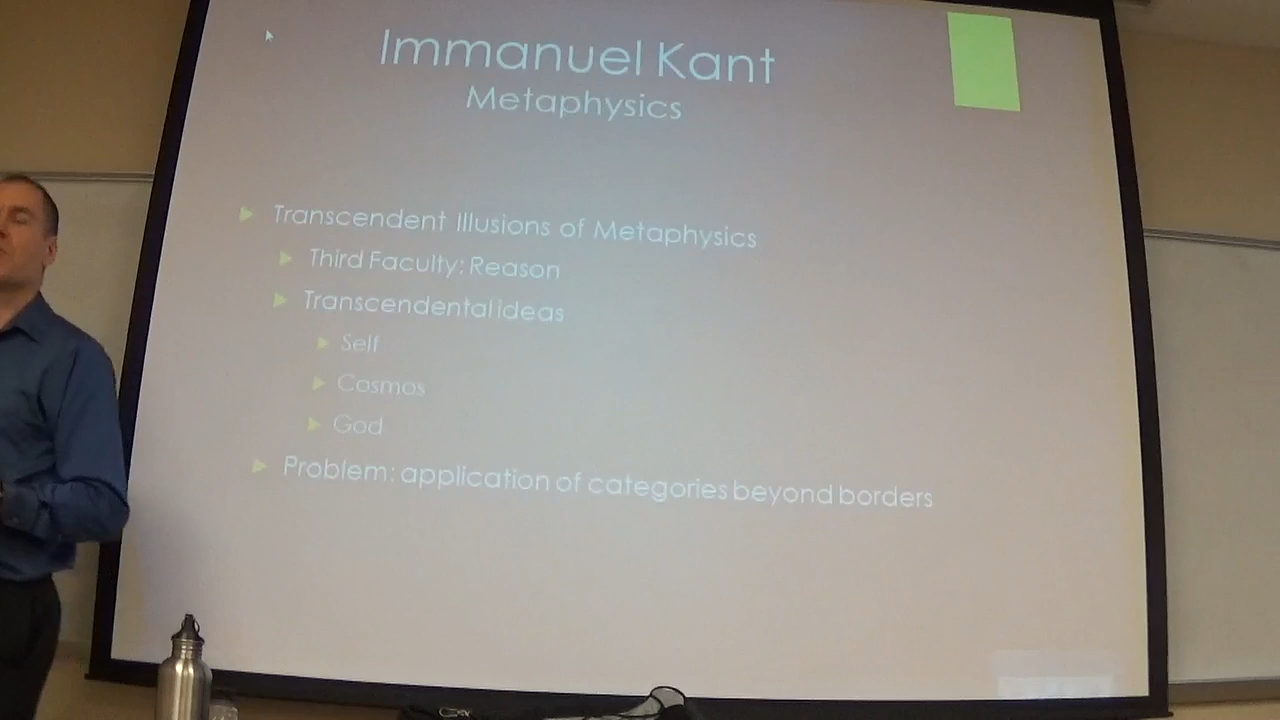 Immanuel Kant
Metaphysics
Transcendent Illusions of Metaphysics
Third Faculty: Reason
Transcendental ideas
Self
Cosmos
God
Problem: application of categories beyond borders